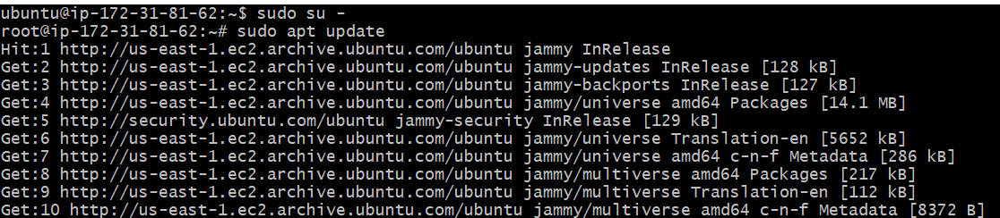 ubuntu@ip-172-31-81-62:~$ sudo su -
root@ip-172-31-81-62:~# sudo apt update
Hit:1 http://us-east-1.ec2.archive.ubuntu.com/ubuntu jammy InRelease
Get:2 http://us-east-1.ec2.archive.ubuntu.com/ubuntu jammy-updates InRelease [128 kB]
Get:3 http://us-east-1.ec2.archive.ubuntu.com/ubuntu jammy-backports InRelease [127 kB]
Get:4 http://us-east-1.ec2.archive.ubuntu.com/ubuntu jammy/universe amd64 Packages [14.1 MB]
Get:5 http://security.ubuntu.com/ubuntu jammy-security InRelease [129 kB]
Get:6 http://us-east-1.ec2.archive.ubuntu.com/ubuntu jammy/universe Translation-en [5652 kB]
Get:7 http://us-east-1.ec2.archive.ubuntu.com/ubuntu jammy/universe amd64 c-n-f Metadata [286 kB]
Get:8 http://us-east-1.ec2.archive.ubuntu.com/ubuntu jammy/multiverse amd64 Packages [217 kB]
Get:9 http://us-east-1.ec2.archive.ubuntu.com/ubuntu jammy/multiverse Translation-en [112 kB]
Get:10 http://us-east-1.ec2.archive.ubuntu.com/ubuntu jammy/multiverse amd64 c-n-f Metadata [8372 B]